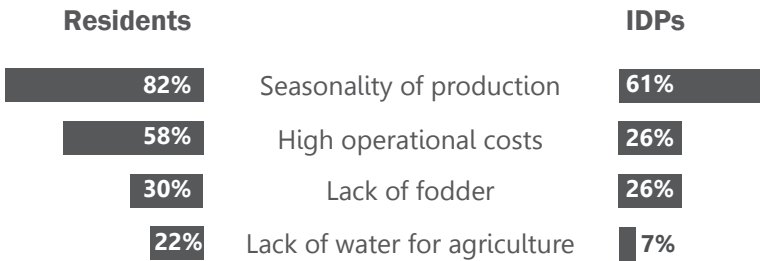 Residents IDPs
82% Seasonality of production 61%
58% High operational costs 26%
30% Lack of fodder 26%
22% Lack of water for agriculture 7%